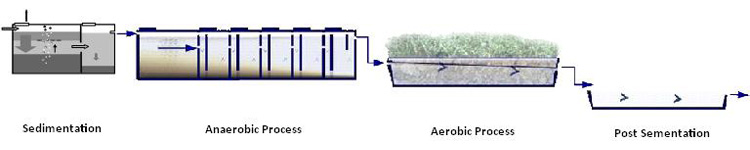 Sedimentation
Anaerobic Process
Aerobic Process
Post Sementation